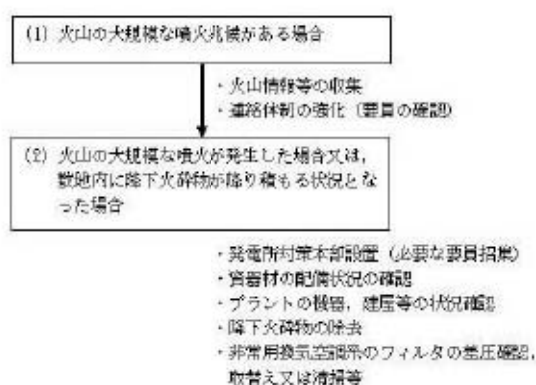 (1) 火山の大規模な噴火兆候がある場合
・火山情報等の収集
・連絡体制の強化（要員の確認）
(2) 火山の大規模な噴火が発生した場合又は，
敷地内に降下火砕物が降り積もる状況とな
った場合
・発電所対策本部設置（必要な要員招集）
・資器材の配備状況の確認
・プラントの機器，建屋等の状況確認
・降下火砕物の除去
・非常用換気空調系のフィルタの差圧確認，
取替え又は清掃等